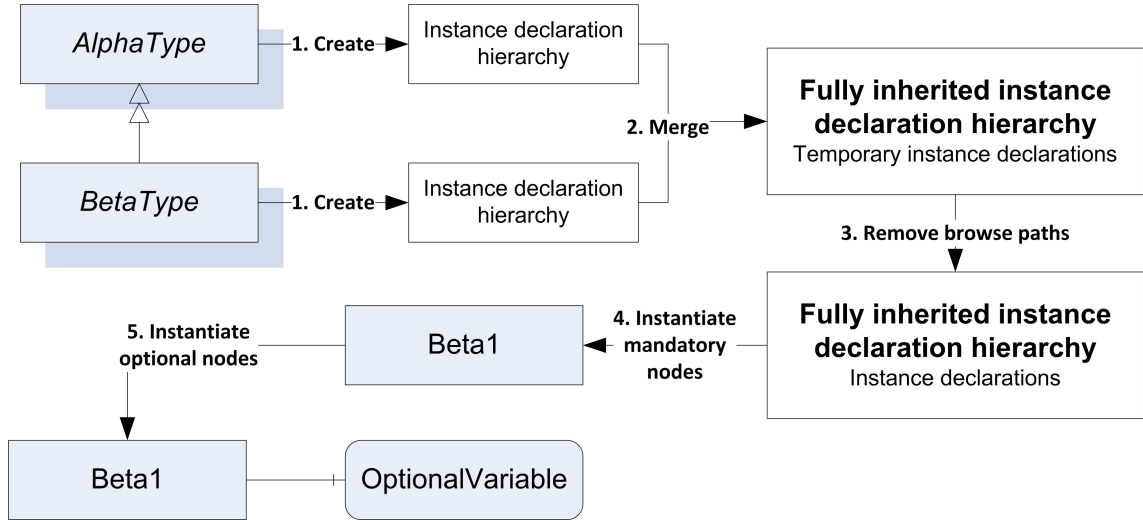 AlphaType
1. Create
Instance declaration
hierarchy
2. Merge
Fully inherited instance
declaration hierarchy
Temporary instance declarations
BetaType
1. Create
Instance declaration
hierarchy
3. Remove browse paths
Fully inherited instance
declaration hierarchy
Instance declarations
4. Instantiate
mandatory
nodes
Beta1
5. Instantiate
optional nodes
Beta1
OptionalVariable